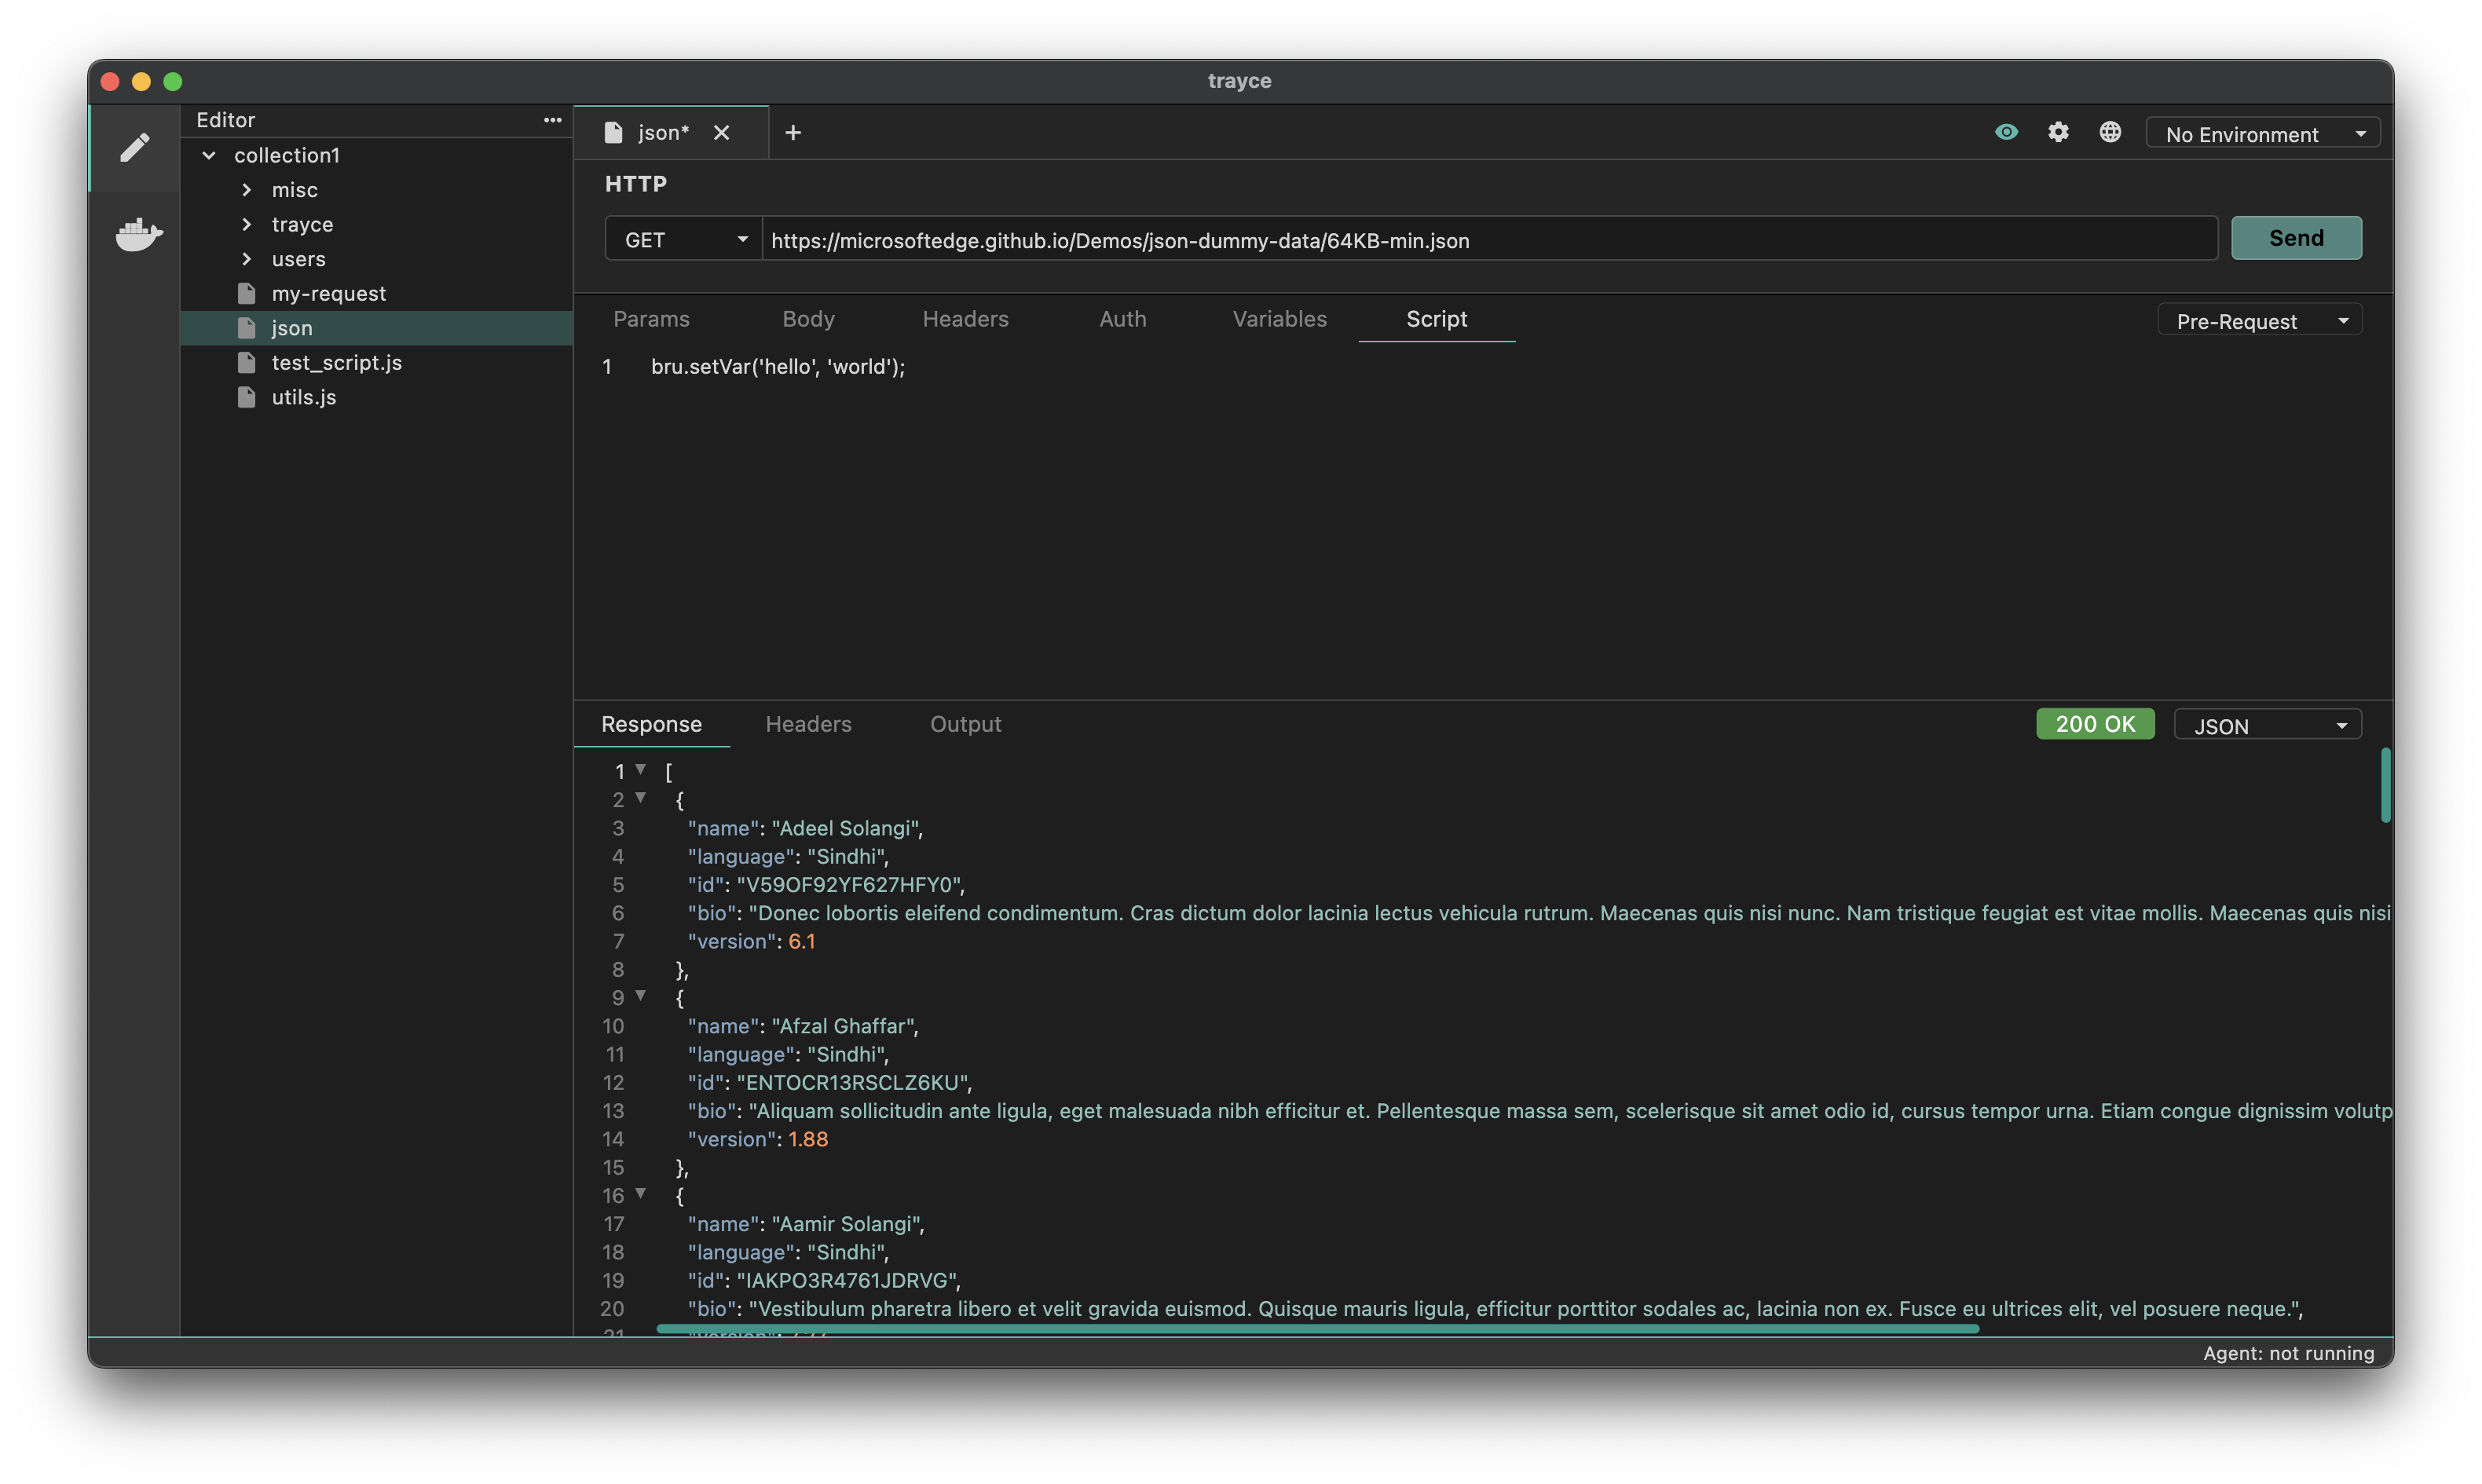 trayce
Editor
collection1
misc
trayce
users
my-request
json
test_script.js
utils.js
json*
No Environment
HTTP
GET
https://microsoftedge.github.io/Demos/json-dummy-data/64KB-min.json
Send
Params Body Headers Auth Variables Script
Pre-Request
1 bru.setVar('hello', 'world');
Response Headers Output
200 OK
JSON
1 [
2 {
3 "name": "Adeel Solangi",
4 "language": "Sindhi",
5 "id": "V59OF92YF627HFY0",
6 "bio": "Donec lobortis eleifend condimentum. Cras dictum dolor lacinia lectus vehicula rutrum. Maecenas quis nisi nunc. Nam tristique feugiat est vitae mollis. Maecenas quis nisi
7 "version": 6.1
8 },
9 {
10 "name": "Afzal Ghaffar",
11 "language": "Sindhi",
12 "id": "ENTOCR13RSCLZ6KU",
13 "bio": "Aliquam sollicitudin ante ligula, eget malesuada nibh efficitur et. Pellentesque massa sem, scelerisque sit amet odio id, cursus tempor urna. Etiam congue dignissim volutp
14 "version": 1.88
15 },
16 {
17 "name": "Aamir Solangi",
18 "language": "Sindhi",
19 "id": "IAKPO3R4761JDRVG",
20 "bio": "Vestibulum pharetra libero et velit gravida euismod. Quisque mauris ligula, efficitur porttitor sodales ac, lacinia non ex. Fusce eu ultrices elit, vel posuere neque.",
21 "version":
Agent: not running